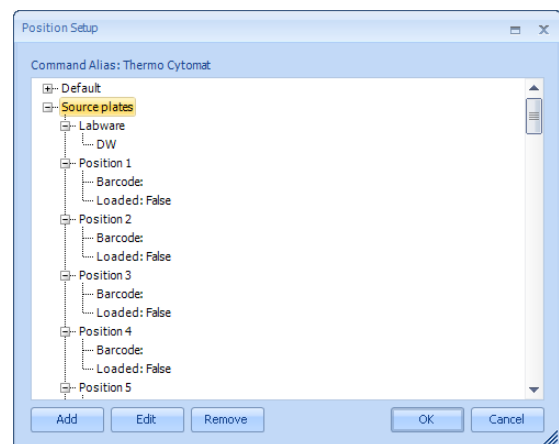 Position Setup
Command Alias: Thermo Cytomat
Default
Source plates
Labware
DW
Position 1
Barcode:
Loaded: False
Position 2
Barcode:
Loaded: False
Position 3
Barcode:
Loaded: False
Position 4
Barcode:
Loaded: False
Position 5
Add Edit Remove OK Cancel